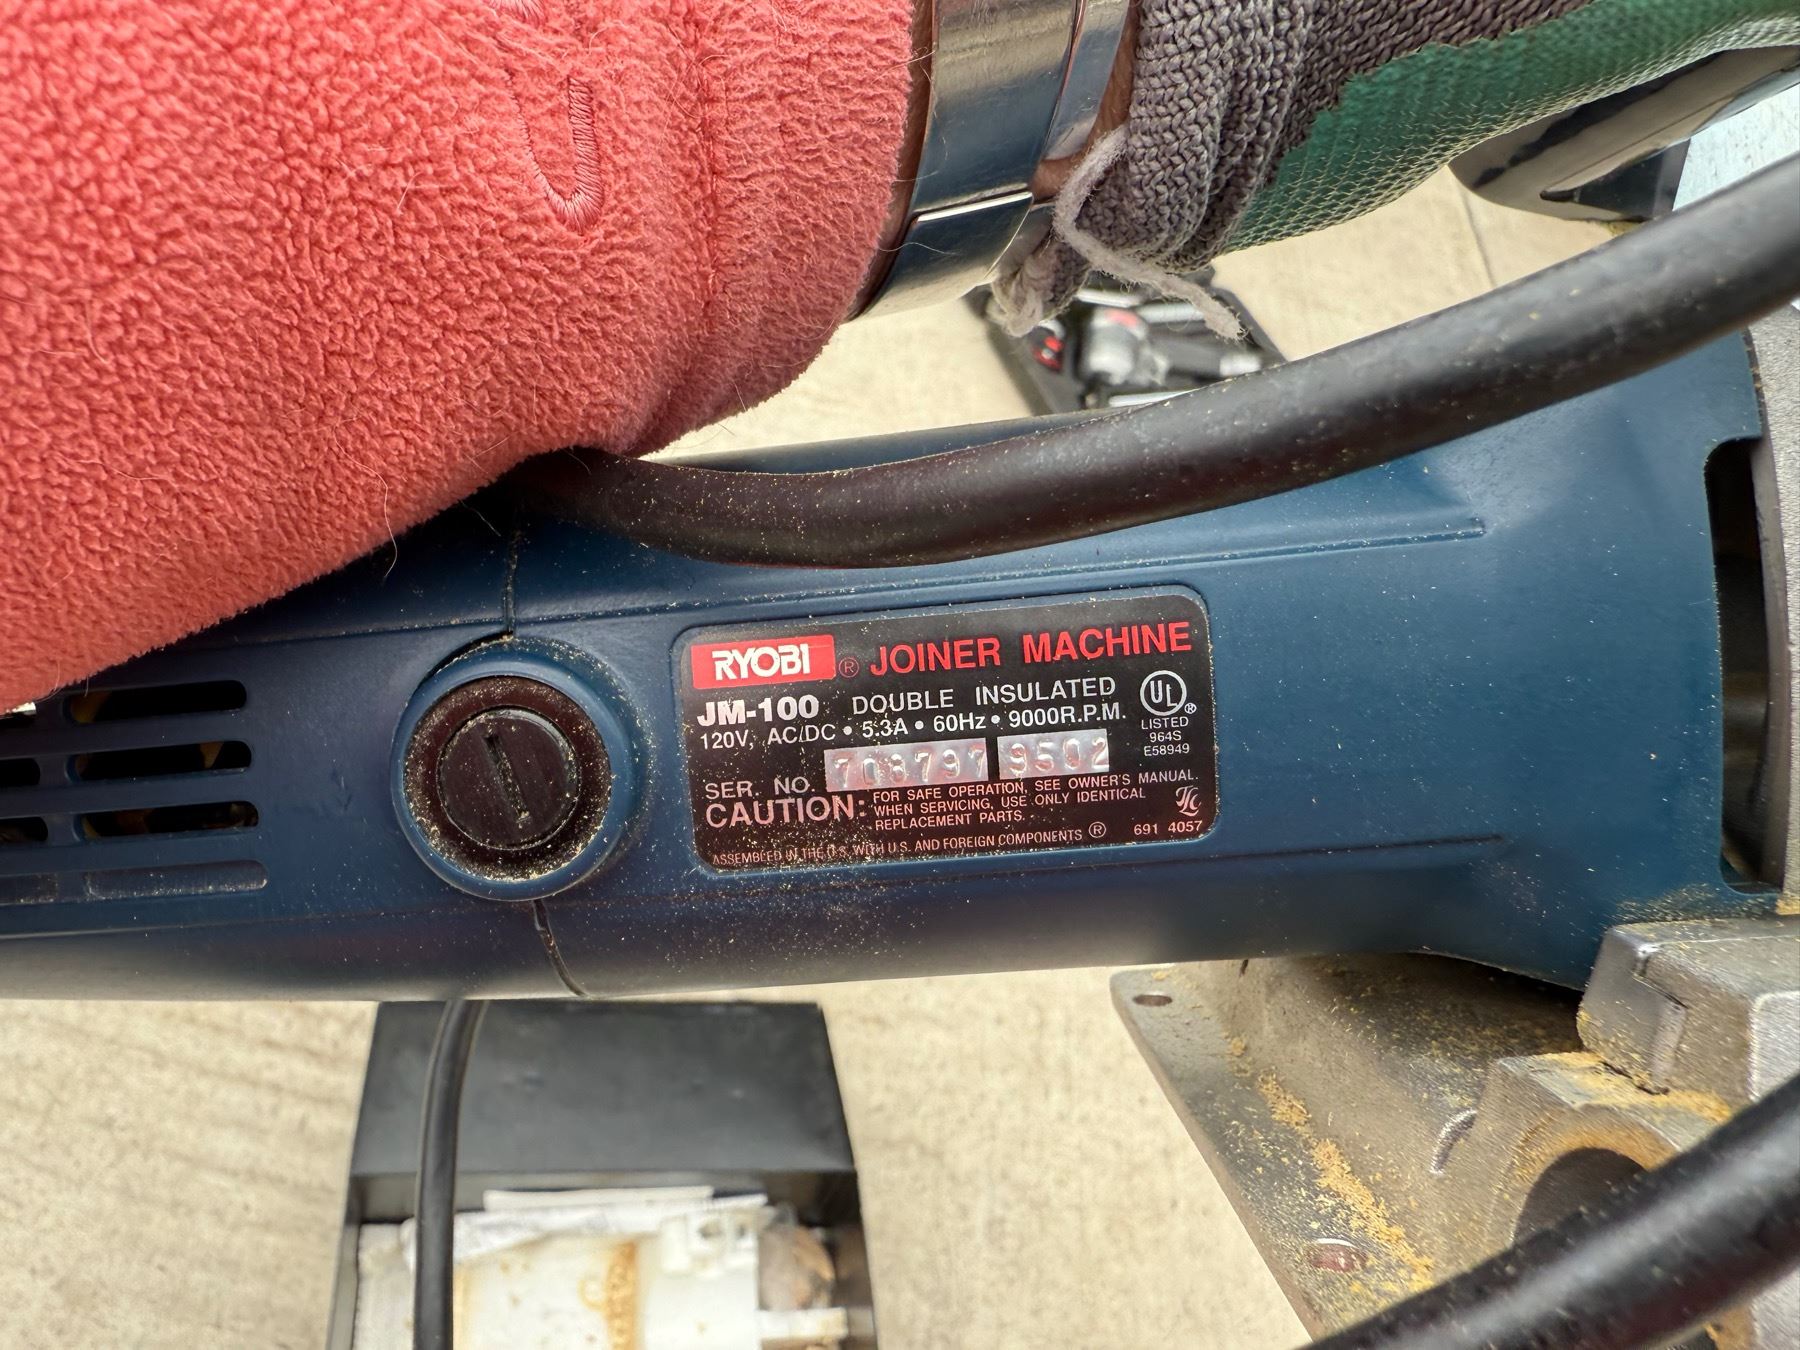 RYOBI ® JOINER MACHINE
JM-100 DOUBLE INSULATED
120V, AC/DC • 5.3A • 60Hz • 9000R.P.M.
UL®
LISTED
964S
E58949
SER. NO. 708797 9502
CAUTION: FOR SAFE OPERATION, SEE OWNER'S MANUAL.
WHEN SERVICING, USE ONLY IDENTICAL
REPLACEMENT PARTS.
ASSEMBLED IN THE U.S. WITH U.S. AND FOREIGN COMPONENTS ® 691 4057